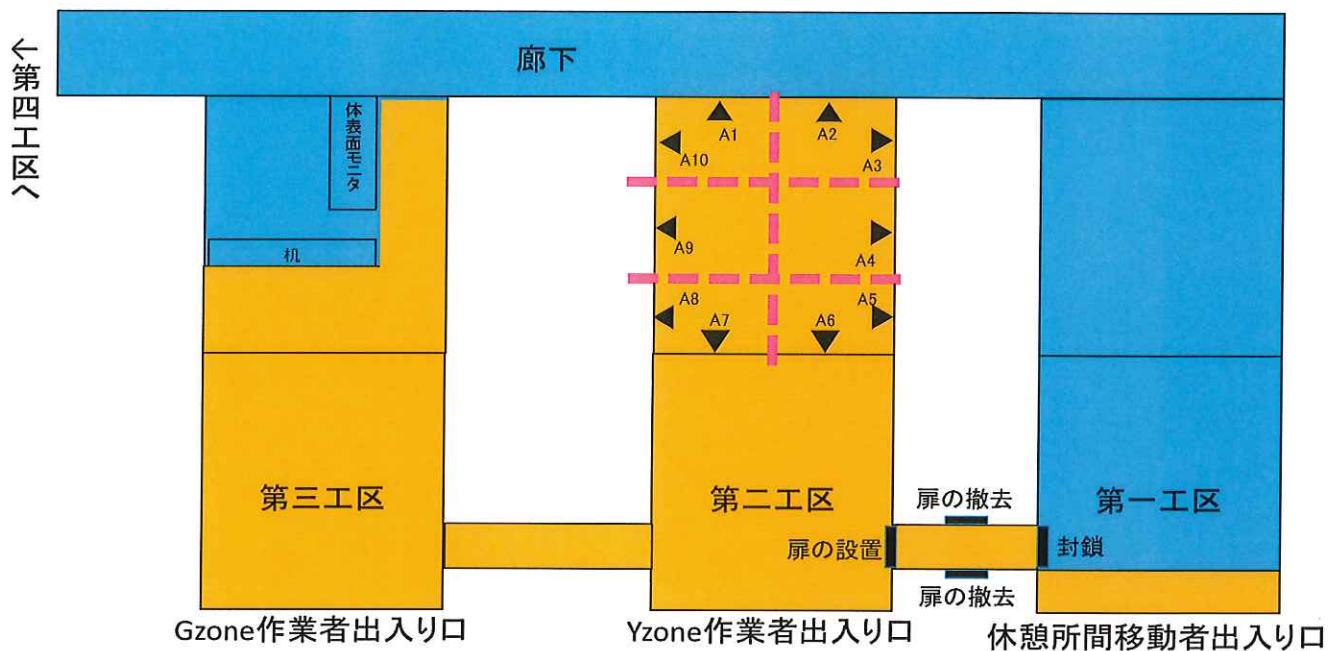 廊下
←第四工区へ
体表面モニタ
机
A1
A2
A10
A3
A9
A4
A8
A5
A7
A6
第三工区
第二工区
第一工区
扉の撤去
扉の設置
封鎖
扉の撤去
Gzone作業者出入り口
Yzone作業者出入り口
休憩所間移動者出入り口